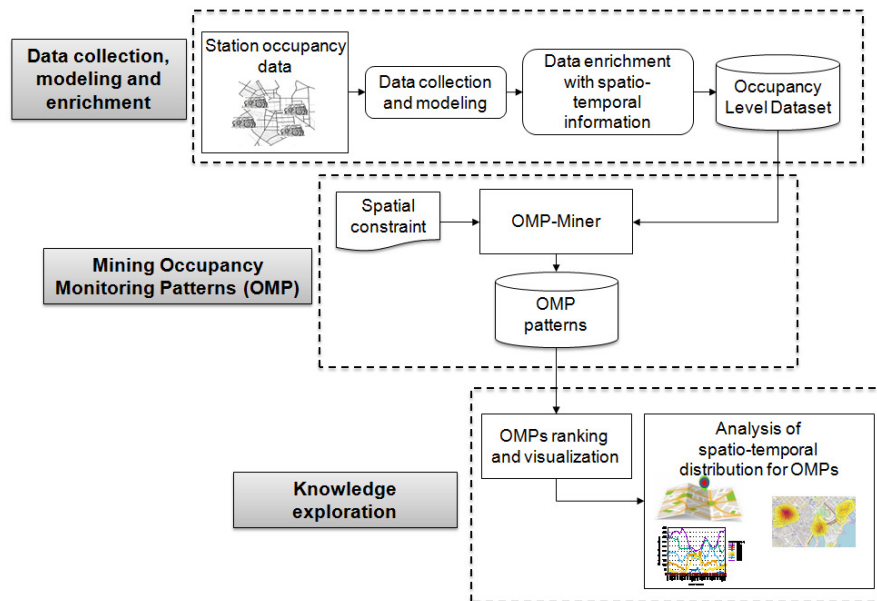 Data collection,
modeling and
enrichment
Station occupancy
data
Data collection
and modeling
Data enrichment
with spatio-
temporal
information
Occupancy
Level Dataset
Mining Occupancy
Monitoring Patterns (OMP)
Spatial
constraint
OMP-Miner
OMP
patterns
Knowledge
exploration
OMPs ranking
and visualization
Analysis of
spatio-temporal
distribution for OMPs